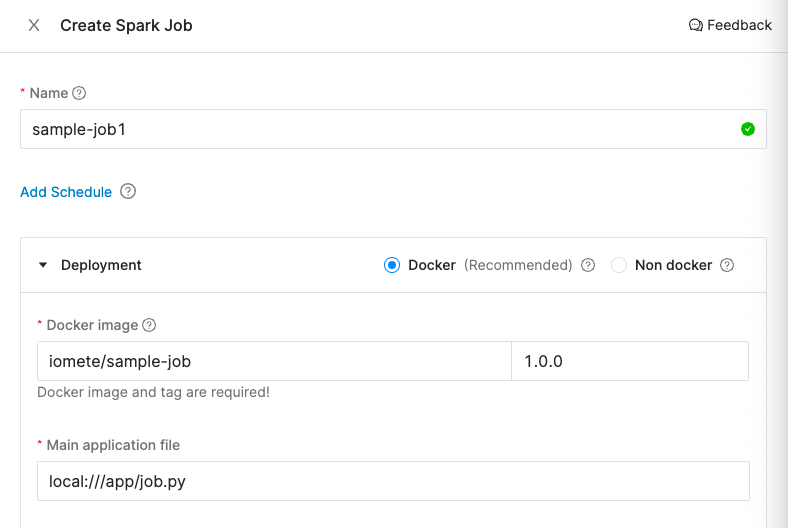 Create Spark Job
Feedback
* Name
sample-job1
Add Schedule
Deployment
Docker (Recommended)
Non docker
* Docker image
iomete/sample-job
1.0.0
Docker image and tag are required!
* Main application file
local:///app/job.py